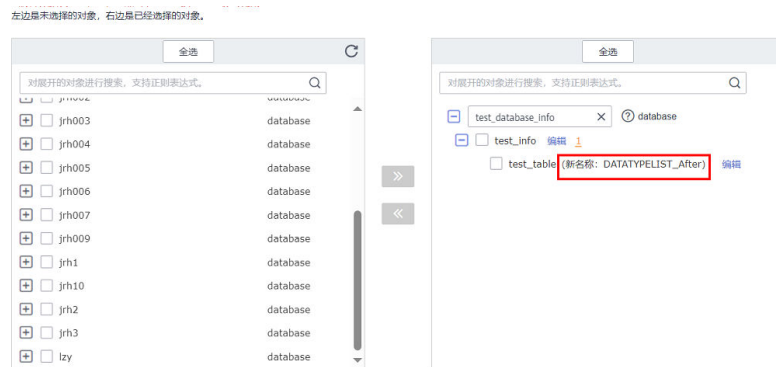 左边是未选择的对象，右边是已经选择的对象。
全选
对展开的对象进行搜索，支持正则表达式。
jrh003 database
jrh004 database
jrh005 database
jrh006 database
jrh007 database
jrh009 database
jrh1 database
jrh10 database
jrh2 database
jrh3 database
lzy database
全选
对展开的对象进行搜索，支持正则表达式。
test_database_info database
test_info 编辑 1
test_table (新名称: DATATYPELIST_After) 编辑